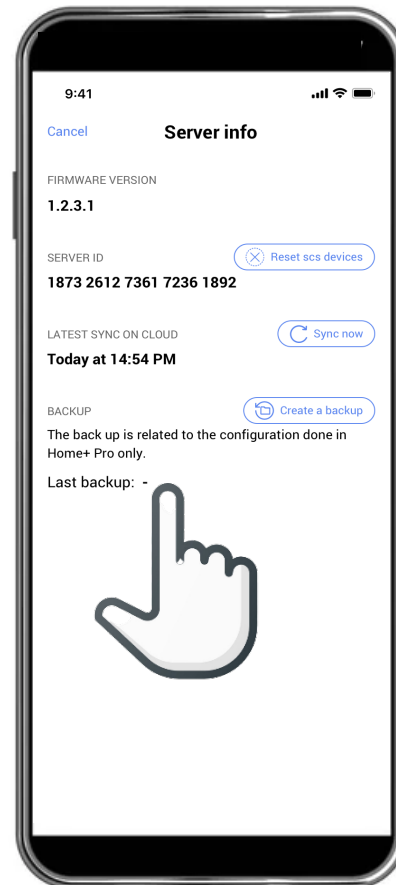 9:41
Cancel Server info
FIRMWARE VERSION
1.2.3.1
SERVER ID Reset scs devices
1873 2612 7361 7236 1892
LATEST SYNC ON CLOUD Sync now
Today at 14:54 PM
BACKUP Create a backup
The back up is related to the configuration done in
Home+ Pro only.
Last backup: -